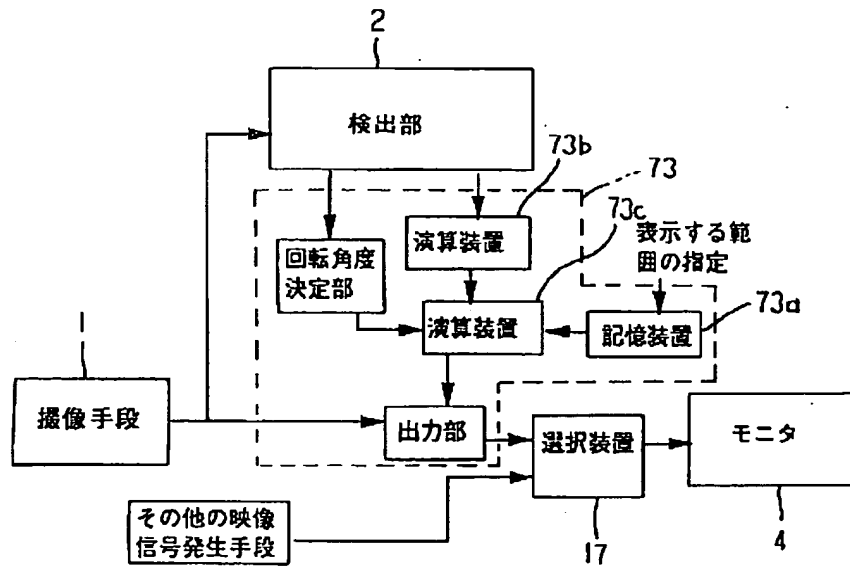 2
検出部
73b
73
73c
演算装置
表示する範
囲の指定
回転角度
決定部
演算装置
記憶装置
73a
撮像手段
出力部
選択装置
モニタ
その他の映像
信号発生手段
17
4